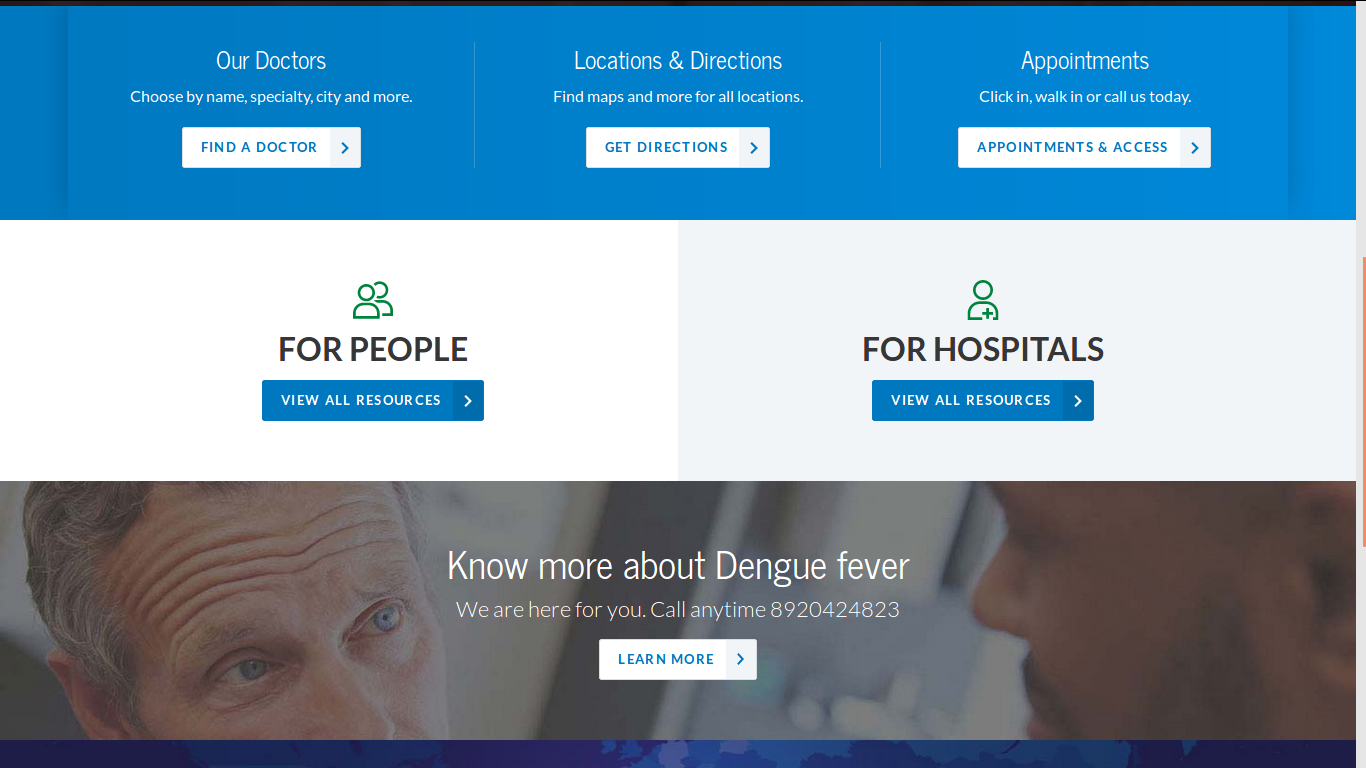 Our Doctors
Choose by name, specialty, city and more.
FIND A DOCTOR
Locations & Directions
Find maps and more for all locations.
GET DIRECTIONS
Appointments
Click in, walk in or call us today.
APPOINTMENTS & ACCESS
FOR PEOPLE
VIEW ALL RESOURCES
FOR HOSPITALS
VIEW ALL RESOURCES
Know more about Dengue fever
We are here for you. Call anytime 8920424823
LEARN MORE